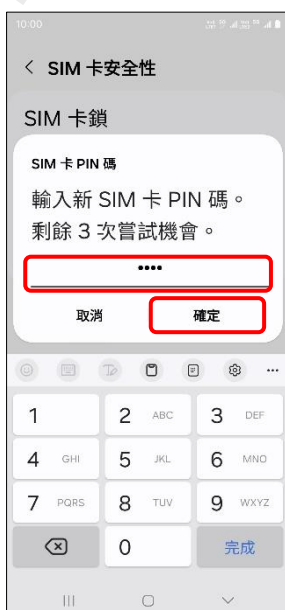 10:00
SIM 卡安全性
SIM 卡鎖
SIM 卡 PIN 碼
輸入新 SIM 卡 PIN 碼。
剩餘 3 次嘗試機會。
••••
取消 確定
1 2 ABC 3 DEF
4 GHI 5 JKL 6 MNO
7 PQRS 8 TUV 9 WXYZ
0 完成